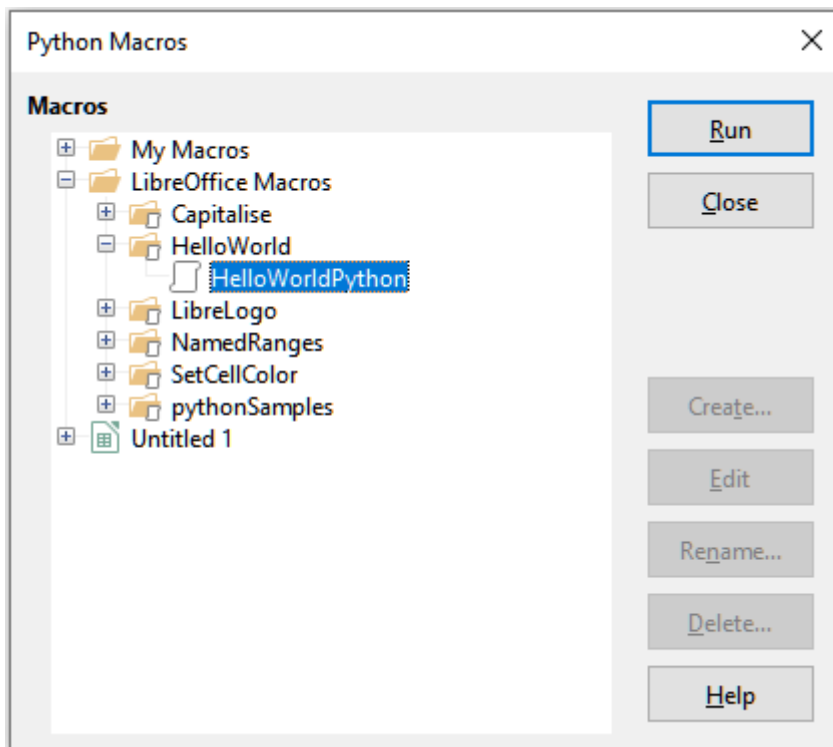 Python Macros
Macros
My Macros
LibreOffice Macros
Capitalise
HelloWorld
HelloWorldPython
LibreLogo
NamedRanges
SetCellColor
pythonSamples
Untitled 1
Run
Close
Create...
Edit
Rename...
Delete...
Help